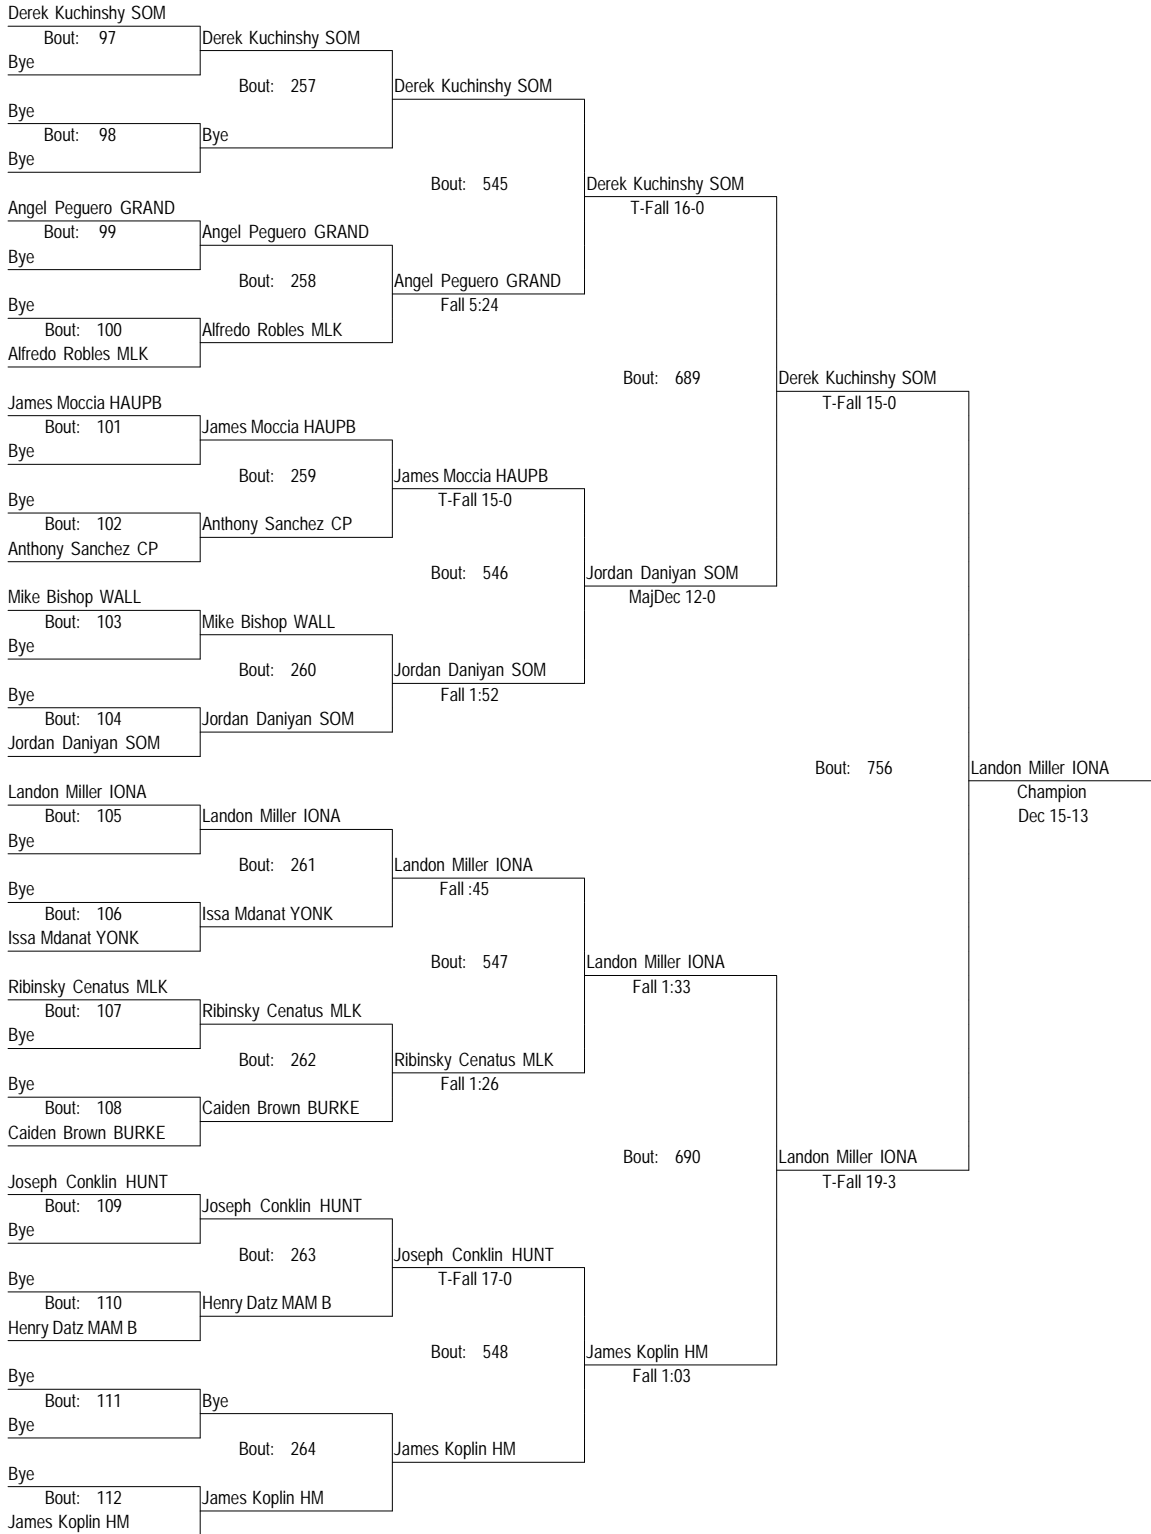 Derek Kuchinshy SOM
Bout: 97
Derek Kuchinshy SOM
Bye
Bout: 257
Derek Kuchinshy SOM
Bye
Bout: 98
Bye
Bye
Bout: 545
Derek Kuchinshy SOM
T-Fall 16-0
Angel Peguero GRAND
Bout: 99
Angel Peguero GRAND
Bye
Bout: 258
Angel Peguero GRAND
Fall 5:24
Bye
Bout: 100
Alfredo Robles MLK
Alfredo Robles MLK
Bout: 689
Derek Kuchinshy SOM
T-Fall 15-0
James Moccia HAUPB
Bout: 101
James Moccia HAUPB
Bye
Bout: 259
James Moccia HAUPB
T-Fall 15-0
Bye
Bout: 102
Anthony Sanchez CP
Anthony Sanchez CP
Bout: 546
Jordan Daniyan SOM
MajDec 12-0
Mike Bishop WALL
Bout: 103
Mike Bishop WALL
Bye
Bout: 260
Jordan Daniyan SOM
Fall 1:52
Bye
Bout: 104
Jordan Daniyan SOM
Jordan Daniyan SOM
Bout: 756
Landon Miller IONA
Champion
Dec 15-13
Landon Miller IONA
Bout: 105
Landon Miller IONA
Bye
Bout: 261
Landon Miller IONA
Fall :45
Bye
Bout: 106
Issa Mdanat YONK
Issa Mdanat YONK
Bout: 547
Landon Miller IONA
Fall 1:33
Ribinsky Cenatus MLK
Bout: 107
Ribinsky Cenatus MLK
Bye
Bout: 262
Ribinsky Cenatus MLK
Fall 1:26
Bye
Bout: 108
Caiden Brown BURKE
Caiden Brown BURKE
Bout: 690
Landon Miller IONA
T-Fall 19-3
Joseph Conklin HUNT
Bout: 109
Joseph Conklin HUNT
Bye
Bout: 263
Joseph Conklin HUNT
T-Fall 17-0
Bye
Bout: 110
Henry Datz MAM B
Henry Datz MAM B
Bout: 548
James Koplin HM
Fall 1:03
Bye
Bout: 111
Bye
Bye
Bout: 264
James Koplin HM
Bye
Bout: 112
James Koplin HM
James Koplin HM